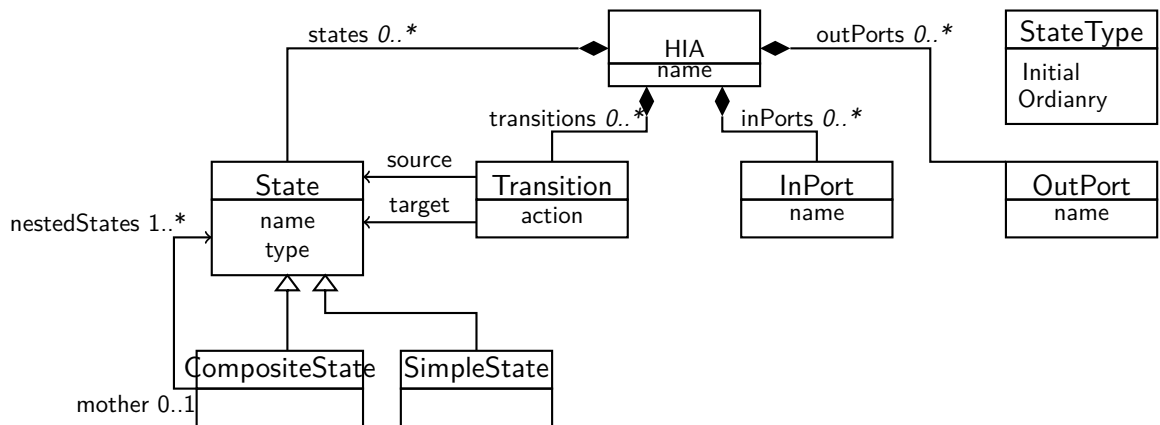 states 0..*
HIA
name
outPorts 0..*
StateType
Initial
Ordianry
transitions 0..*
inPorts 0..*
State
name
type
source
target
Transition
action
InPort
name
OutPort
name
nestedStates 1..*
CompositeState
SimpleState
mother 0..1